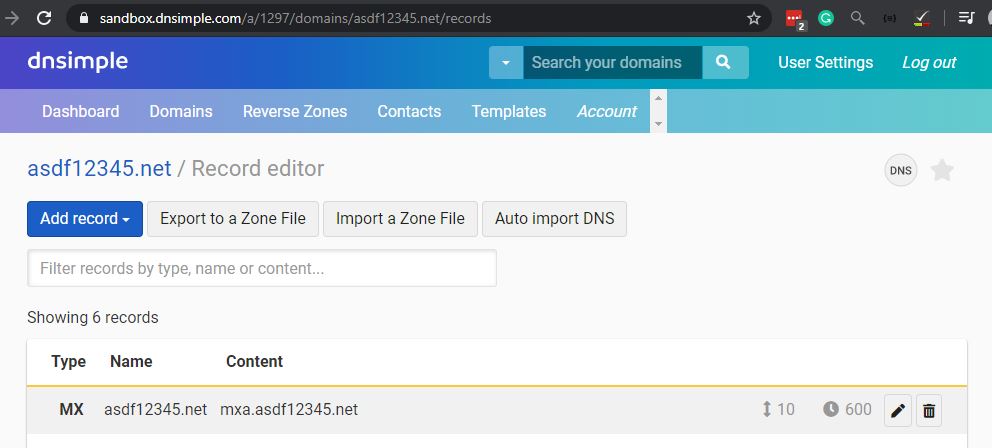 sandbox.dnsimple.com/a/1297/domains/asdf12345.net/records
2
dnsimple
Search your domains
User Settings
Log out
Dashboard Domains Reverse Zones Contacts Templates Account
asdf12345.net / Record editor
DNS
Add record Export to a Zone File Import a Zone File Auto import DNS
Filter records by type, name or content...
Showing 6 records
Type Name Content
MX asdf12345.net mxa.asdf12345.net 10 600